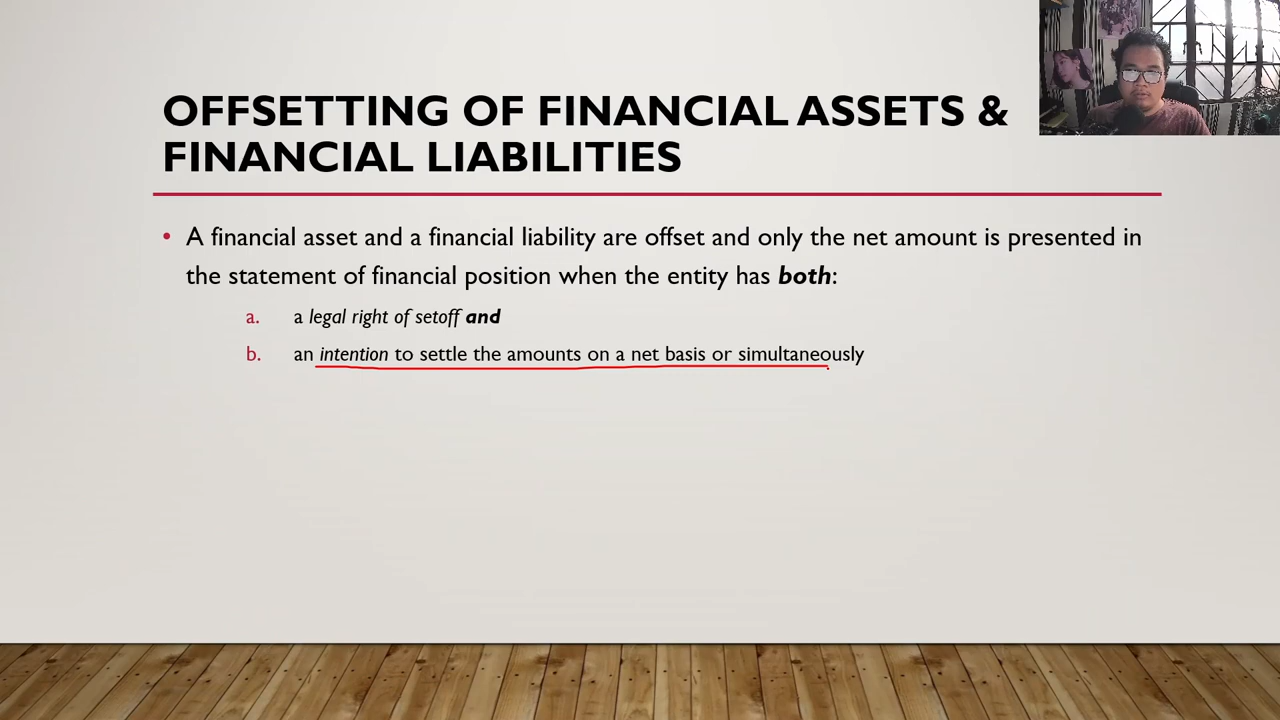 OFFSETTING OF FINANCIAL ASSETS &
FINANCIAL LIABILITIES
• A financial asset and a financial liability are offset and only the net amount is presented in
the statement of financial position when the entity has both:
a. a legal right of setoff and
b. an intention to settle the amounts on a net basis or simultaneously